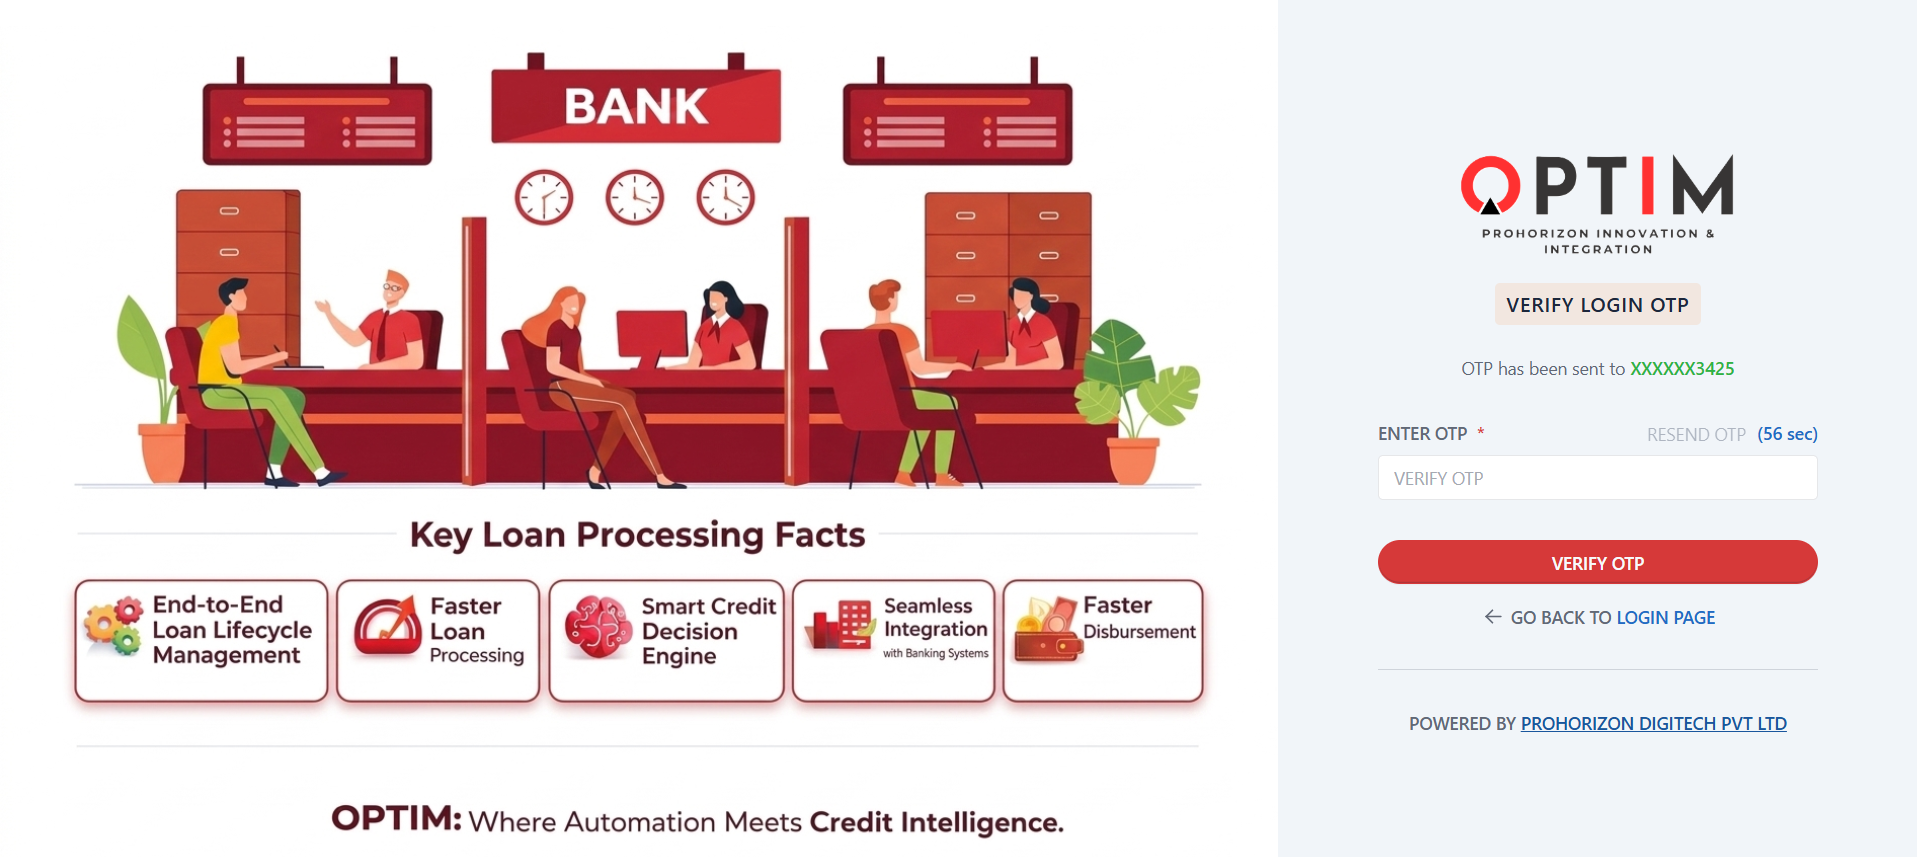 BANK
Key Loan Processing Facts
End-to-End
Loan Lifecycle
Management
Faster
Loan
Processing
Smart Credit
Decision
Engine
Seamless
Integration
with Banking Systems
Faster
Disbursement
OPTIM: Where Automation Meets Credit Intelligence.
OPTIM
PROHORIZON INNOVATION &
INTEGRATION
VERIFY LOGIN OTP
OTP has been sent to XXXXXX3425
ENTER OTP * RESEND OTP (56 sec)
VERIFY OTP
VERIFY OTP
← GO BACK TO LOGIN PAGE
POWERED BY PROHORIZON DIGITECH PVT LTD